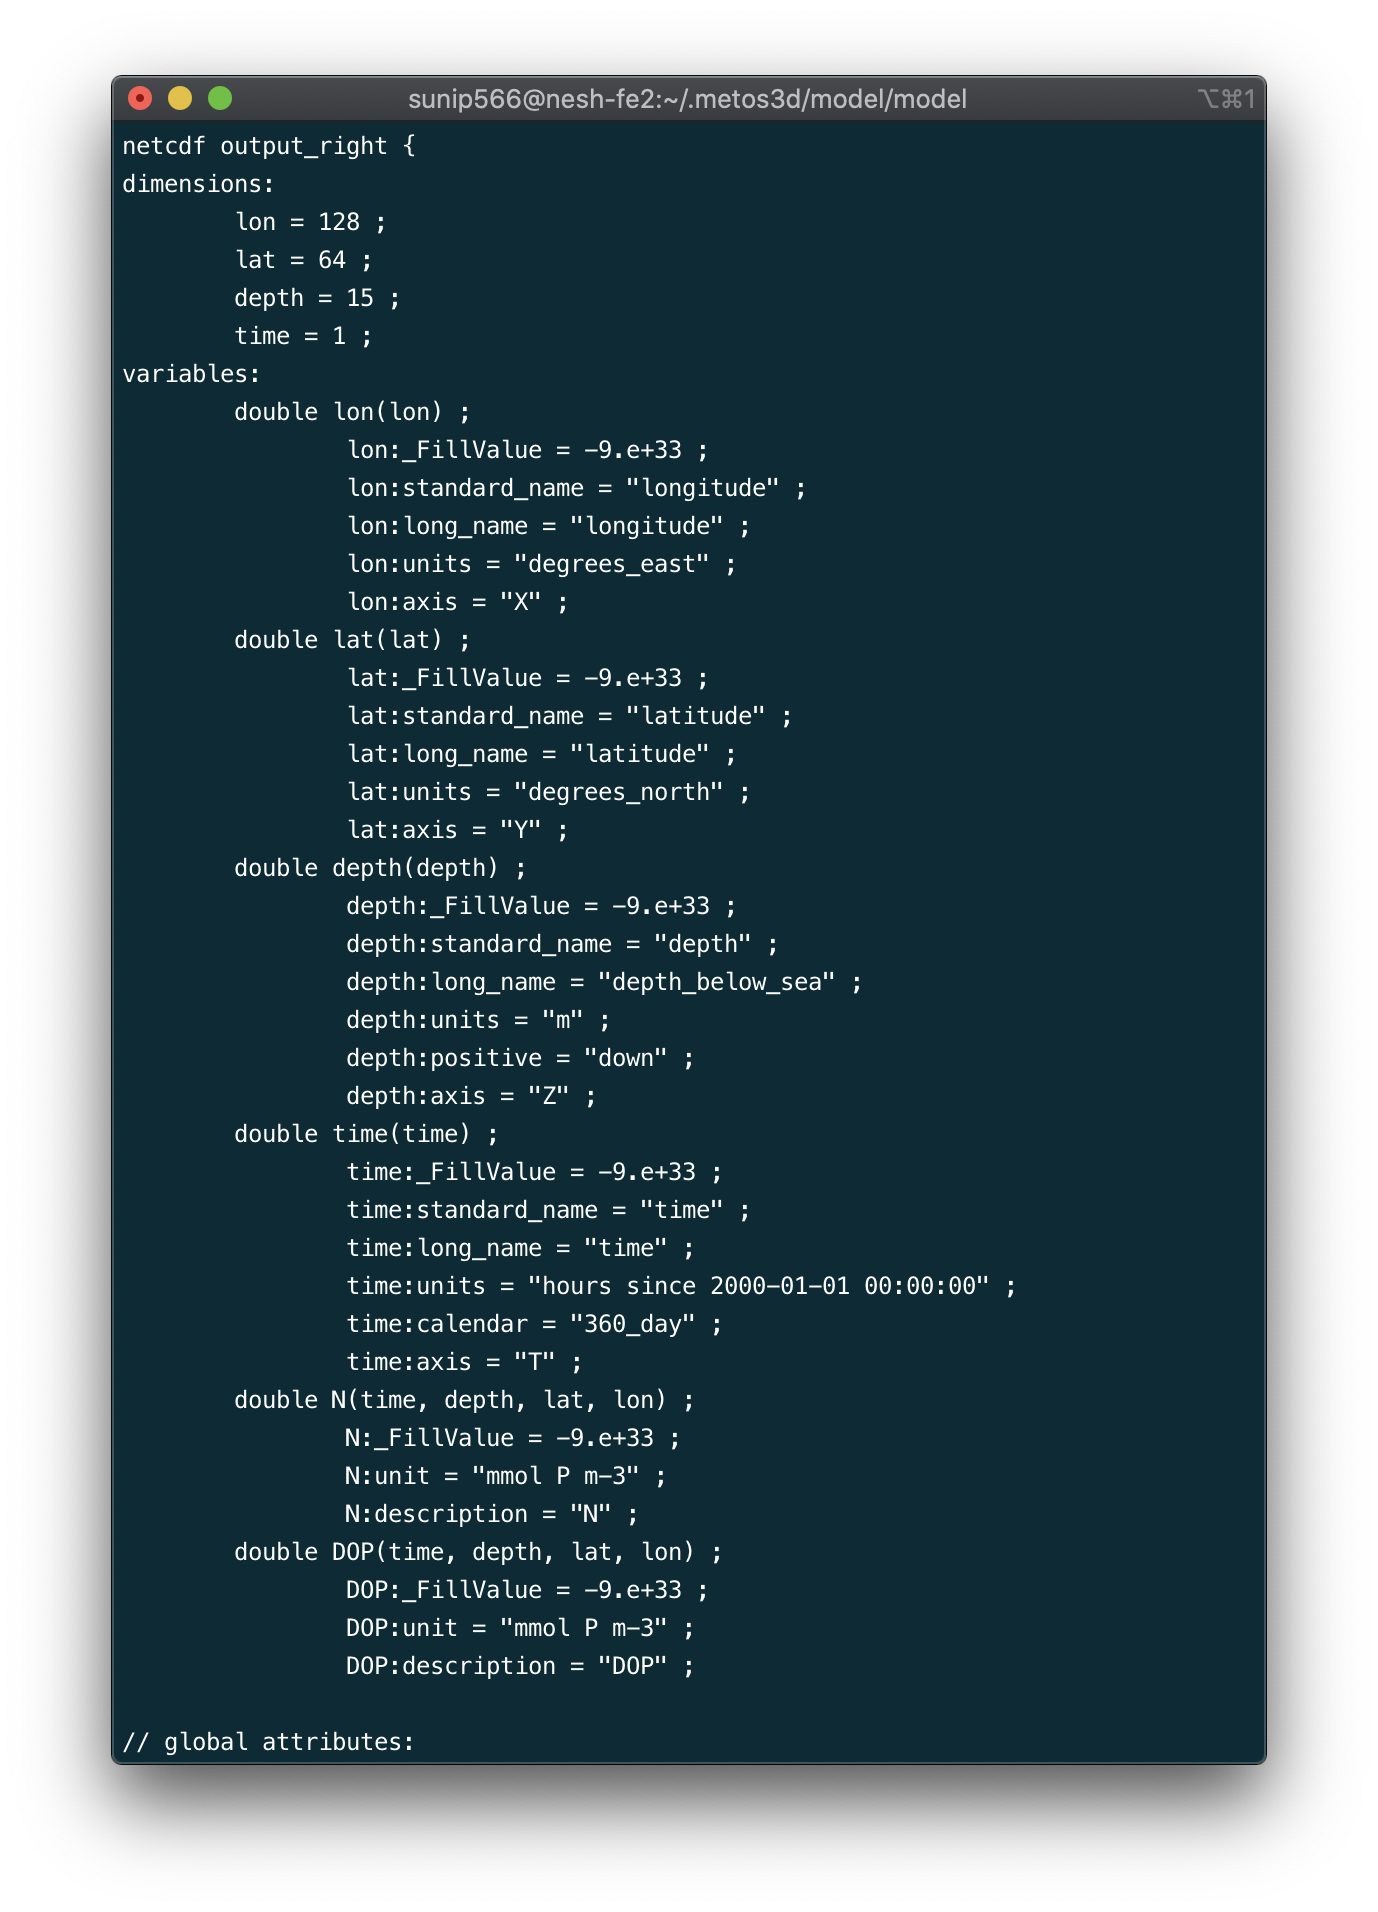 sunip566@nesh-fe2:~/.metos3d/model/model ⌥⌘1
netcdf output_right {
dimensions:
        lon = 128 ;
        lat = 64 ;
        depth = 15 ;
        time = 1 ;
variables:
        double lon(lon) ;
                lon:_FillValue = -9.e+33 ;
                lon:standard_name = "longitude" ;
                lon:long_name = "longitude" ;
                lon:units = "degrees_east" ;
                lon:axis = "X" ;
        double lat(lat) ;
                lat:_FillValue = -9.e+33 ;
                lat:standard_name = "latitude" ;
                lat:long_name = "latitude" ;
                lat:units = "degrees_north" ;
                lat:axis = "Y" ;
        double depth(depth) ;
                depth:_FillValue = -9.e+33 ;
                depth:standard_name = "depth" ;
                depth:long_name = "depth_below_sea" ;
                depth:units = "m" ;
                depth:positive = "down" ;
                depth:axis = "Z" ;
        double time(time) ;
                time:_FillValue = -9.e+33 ;
                time:standard_name = "time" ;
                time:long_name = "time" ;
                time:units = "hours since 2000-01-01 00:00:00" ;
                time:calendar = "360_day" ;
                time:axis = "T" ;
        double N(time, depth, lat, lon) ;
                N:_FillValue = -9.e+33 ;
                N:unit = "mmol P m-3" ;
                N:description = "N" ;
        double DOP(time, depth, lat, lon) ;
                DOP:_FillValue = -9.e+33 ;
                DOP:unit = "mmol P m-3" ;
                DOP:description = "DOP" ;

// global attributes: